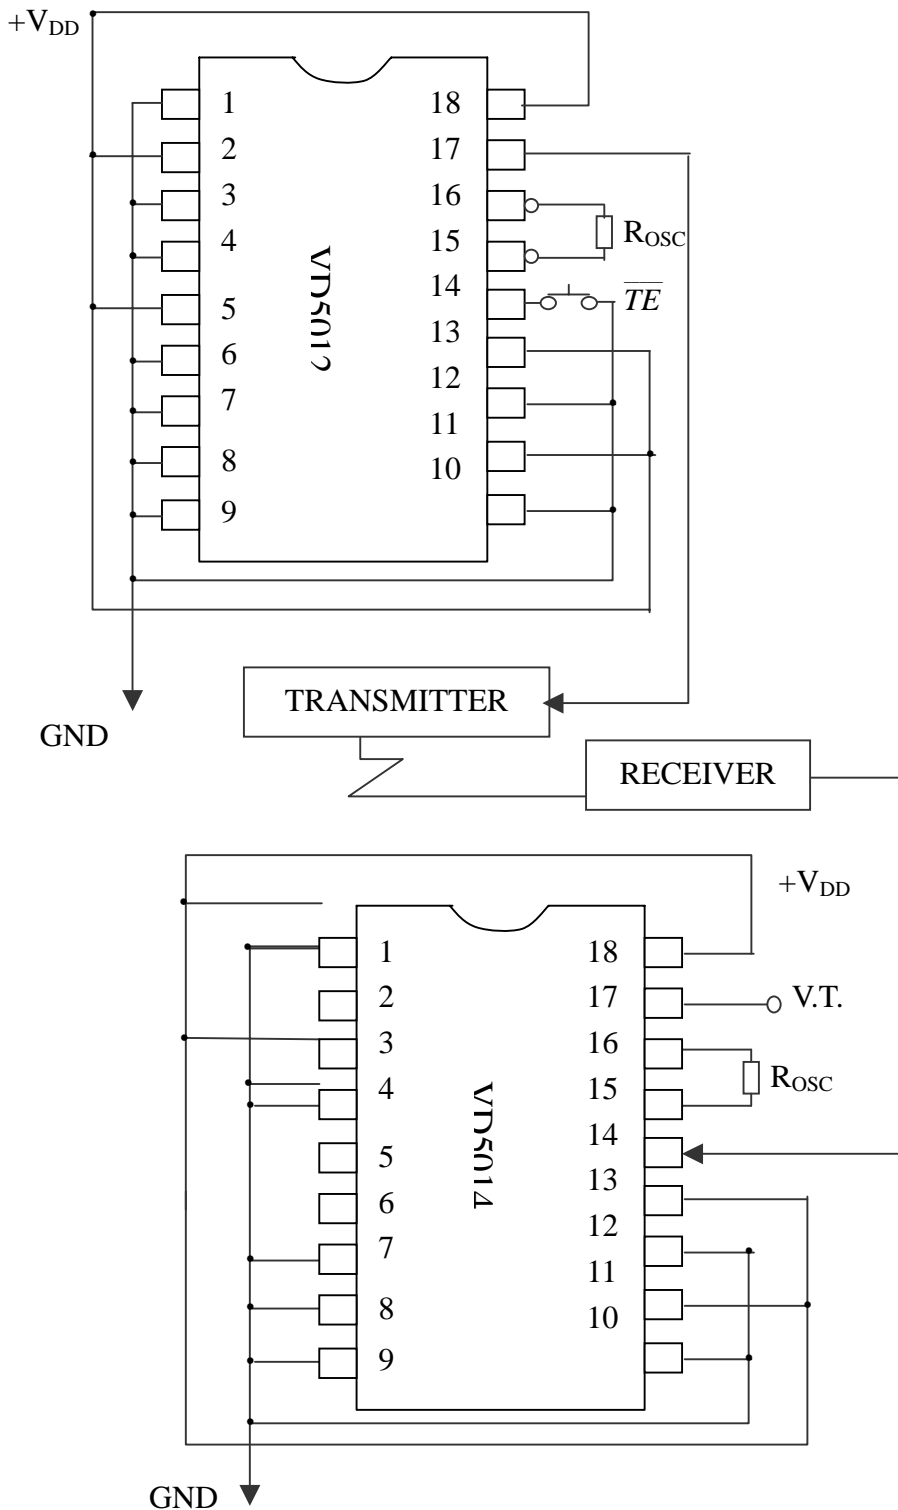 +VDD
1 18
2 17
3 16
ROSC
4 15
VD5012
14 TE
5 13
6 12
7 11
8 10
9
TRANSMITTER
GND
RECEIVER
+VDD
1 18
2 17 V.T.
3 16
ROSC
4 15
VD5014
14
5 13
6 12
7 11
8 10
9
GND